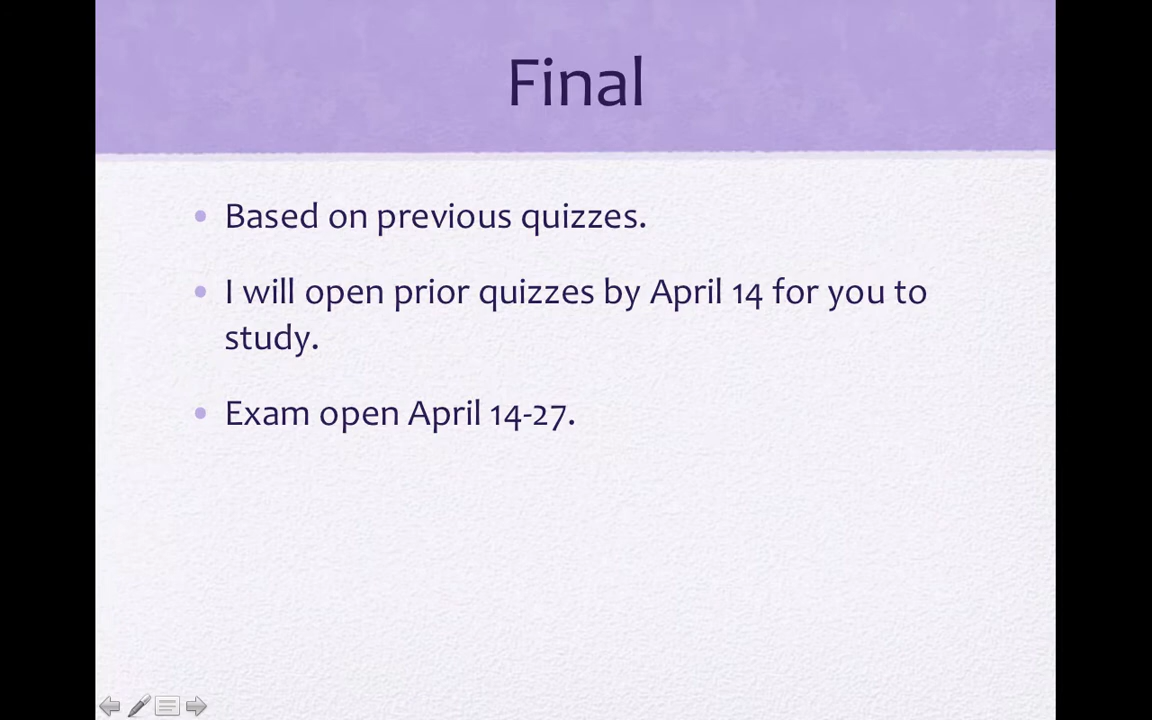 Final
• Based on previous quizzes.
• I will open prior quizzes by April 14 for you to
study.
• Exam open April 14-27.